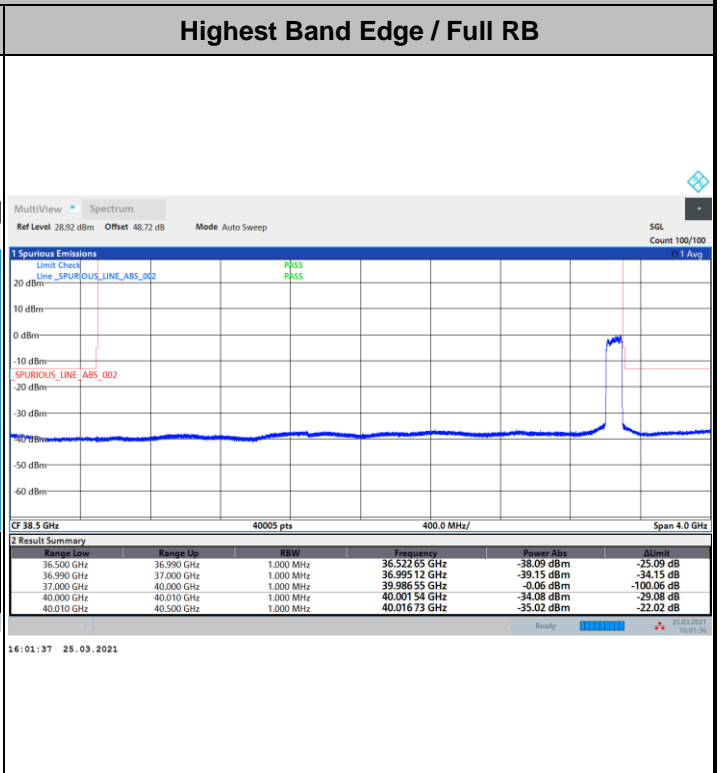 Highest Band Edge / Full RB
MultiView Spectrum
Ref Level 28.92 dBm Offset 48.72 dB Mode Auto Sweep SGL
Count 100/100
1 Spurious Emissions 1 Avg
Limit Check PASS
Line _SPURIOUS_LINE_ABS_002 PASS
20 dBm
10 dBm
0 dBm
-10 dBm
_SPURIOUS_LINE_ABS_002
-20 dBm
-30 dBm
-40 dBm
-50 dBm
-60 dBm
CF 38.5 GHz 40005 pts 400.0 MHz/ Span 4.0 GHz
2 Result Summary
Range Low Range Up RBW Frequency Power Abs ΔLimit
36.500 GHz 36.990 GHz 1.000 MHz 36.522 65 GHz -38.09 dBm -25.09 dB
36.990 GHz 37.000 GHz 1.000 MHz 36.995 12 GHz -39.15 dBm -34.15 dB
37.000 GHz 40.000 GHz 1.000 MHz 39.986 55 GHz -0.06 dBm -100.06 dB
40.000 GHz 40.010 GHz 1.000 MHz 40.001 54 GHz -34.08 dBm -29.08 dB
40.010 GHz 40.500 GHz 1.000 MHz 40.016 73 GHz -35.02 dBm -22.02 dB
Ready 25.03.2021
16:01:36
16:01:37 25.03.2021